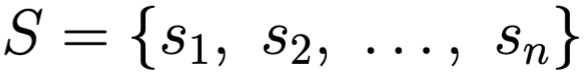 S = {s₁, s₂, ..., sₙ}